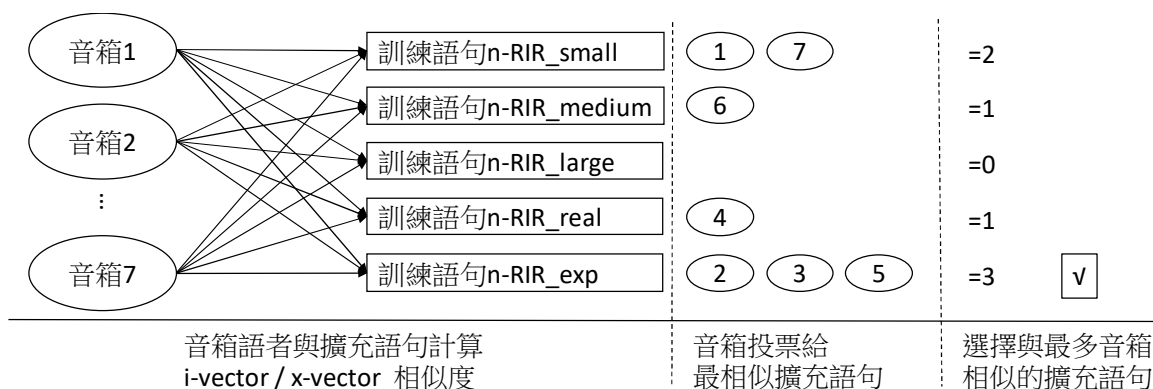 音箱1 訓練語句n-RIR_small 1 7 =2
訓練語句n-RIR_medium 6 =1
音箱2
訓練語句n-RIR_large =0
⋮
訓練語句n-RIR_real 4 =1
音箱7 訓練語句n-RIR_exp 2 3 5 =3 √
音箱語者與擴充語句計算
i-vector / x-vector 相似度
音箱投票給
最相似擴充語句
選擇與最多音箱
相似的擴充語句